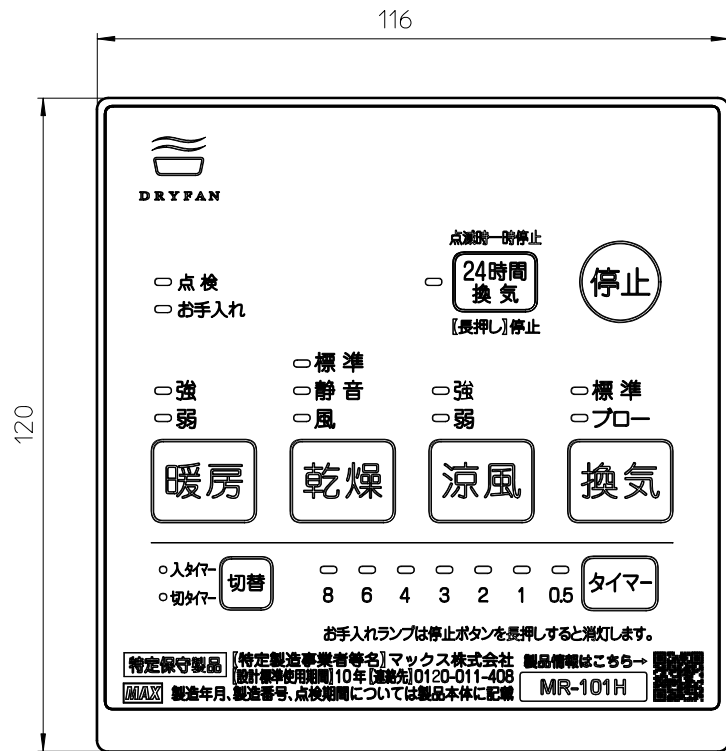 116
120
DRYFAN
点滅時一時停止
24時間
換気
停止
[長押し]停止
点検
お手入れ
強
弱
標準
静音
風
強
弱
標準
ブロー
暖房
乾燥
涼風
換気
入タイマー
切タイマー
切替
8 6 4 3 2 1 0.5
タイマー
お手入れランプは停止ボタンを長押しすると消灯します。
特定保守製品
[特定製造事業者等名]マックス株式会社
[設計標準使用期間]10年[連絡先]0120-011-408
MAX 製造年月、製造番号、点検期間については製品本体に記載
製品情報はこちら→
MR-101H